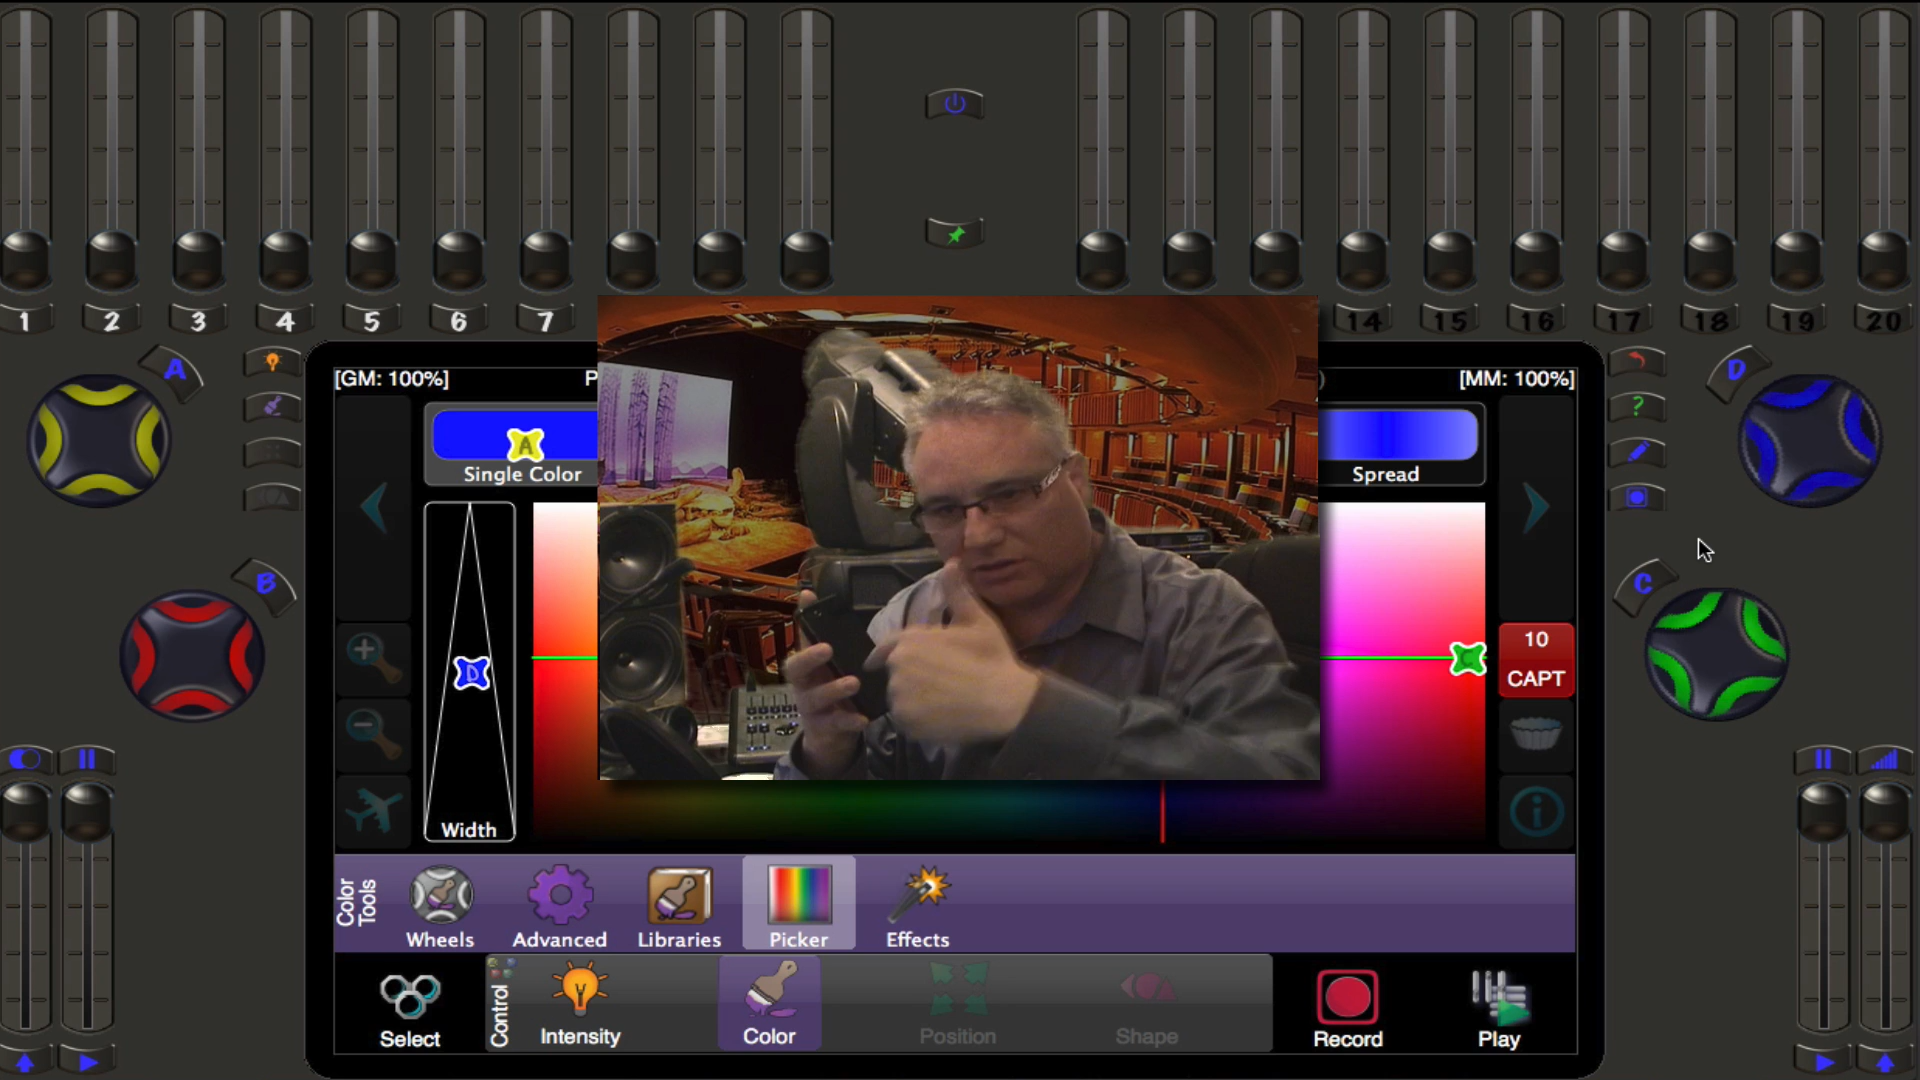 1 2 3 4 5 6 7 14 15 16 17 18 19 20
A
D
[GM: 100%]
P
[MM: 100%]
?
A
Single Color
Spread
B
C
10
CAPT
C
D
Width
Color
Tools
Wheels
Advanced
Libraries
Picker
Effects
Select
Control
Intensity
Color
Position
Shape
Record
Play